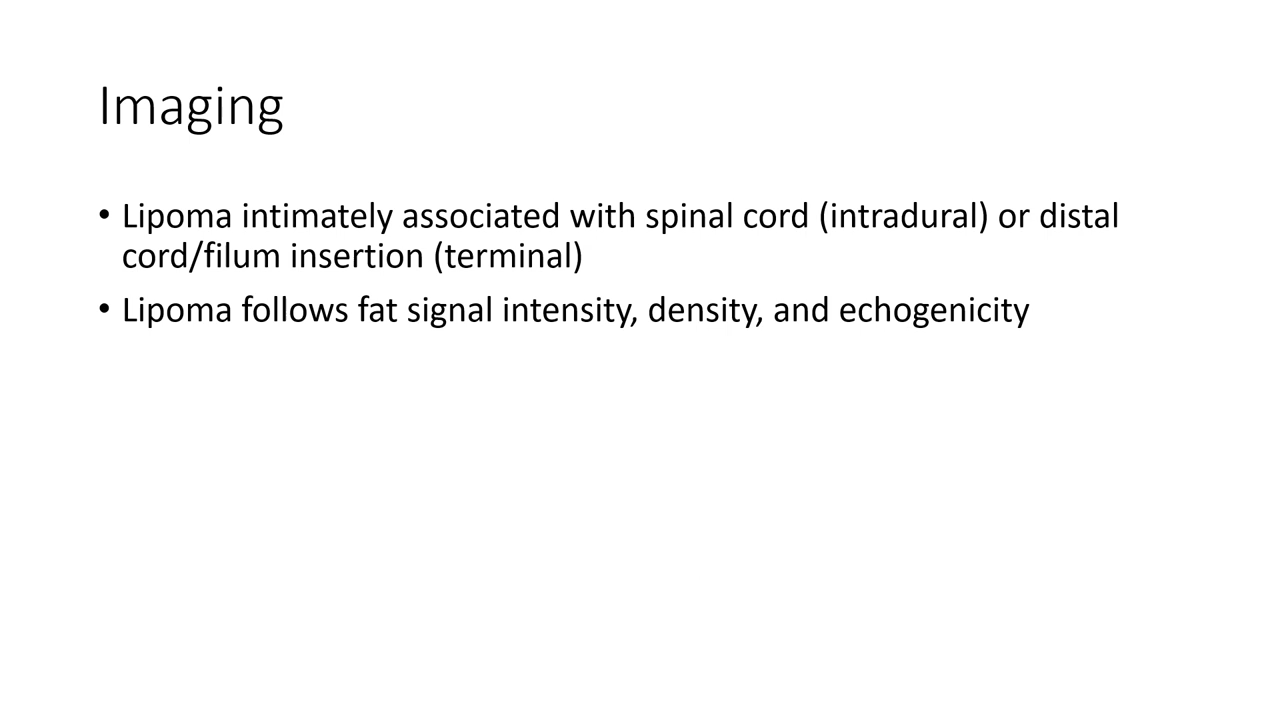 Imaging
• Lipoma intimately associated with spinal cord (intradural) or distal
cord/filum insertion (terminal)
• Lipoma follows fat signal intensity, density, and echogenicity